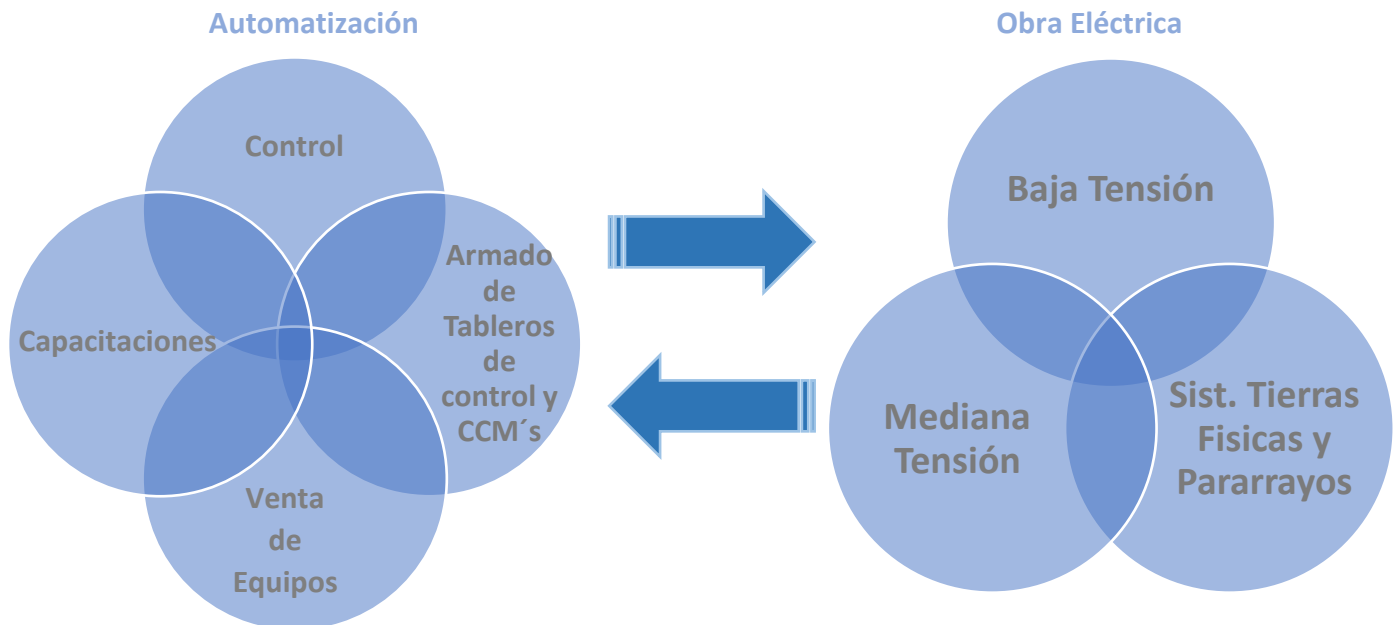 Automatización
Control
Capacitaciones
Armado
de
Tableros
de
control y
CCM´s
Venta
de
Equipos
Obra Eléctrica
Baja Tensión
Mediana
Tensión
Sist. Tierras
Fisicas y
Pararrayos